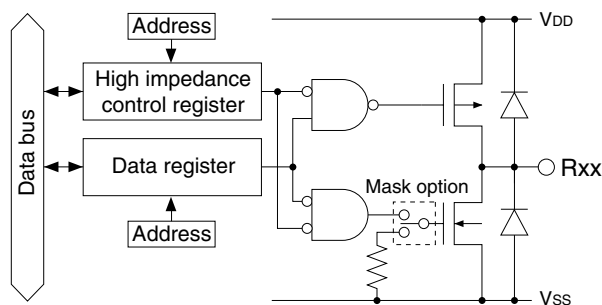 Address
VDD
High impedance
control register
Data bus
Data register
Mask option
Rxx
Address
VSS